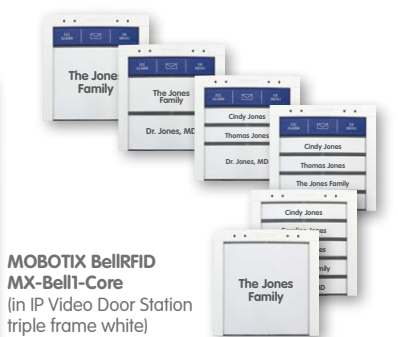 The Jones
Family
The Jones
Family
Dr. Jones, MD
Cindy Jones
Thomas Jones
Dr. Jones, MD
Cindy Jones
Thomas Jones
The Jones Family
Cindy Jones
The Jones
Family
MOBOTIX BellRFID
MX-Bell1-Core
(in IP Video Door Station
triple frame white)